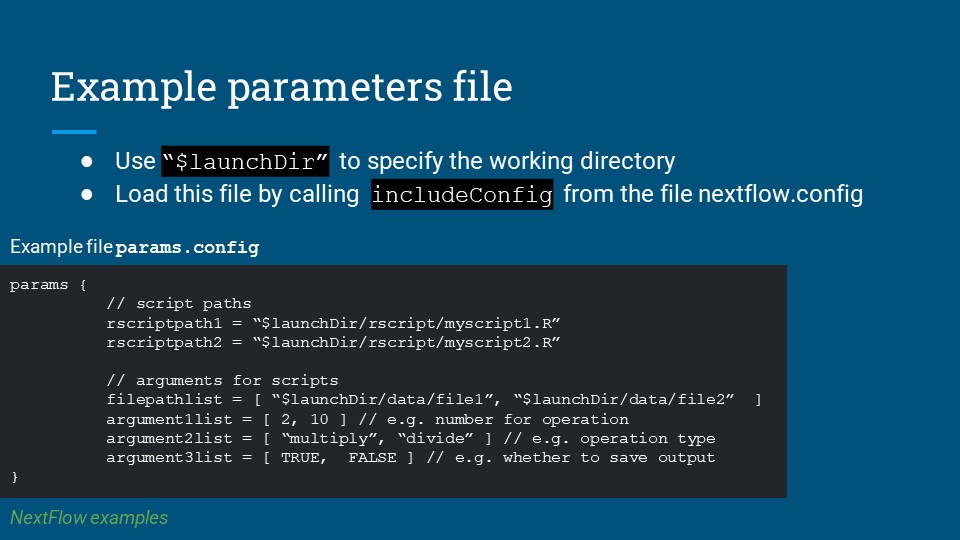 Example parameters file
● Use “$launchDir” to specify the working directory
● Load this file by calling includeConfig from the file nextflow.config
Example file params.config
params {
// script paths
rscriptpath1 = “$launchDir/rscript/myscript1.R”
rscriptpath2 = “$launchDir/rscript/myscript2.R”
// arguments for scripts
filepathlist = [ “$launchDir/data/file1”, “$launchDir/data/file2” ]
argument1list = [ 2, 10 ] // e.g. number for operation
argument2list = [ “multiply”, “divide” ] // e.g. operation type
argument3list = [ TRUE, FALSE ] // e.g. whether to save output
}
NextFlow examples